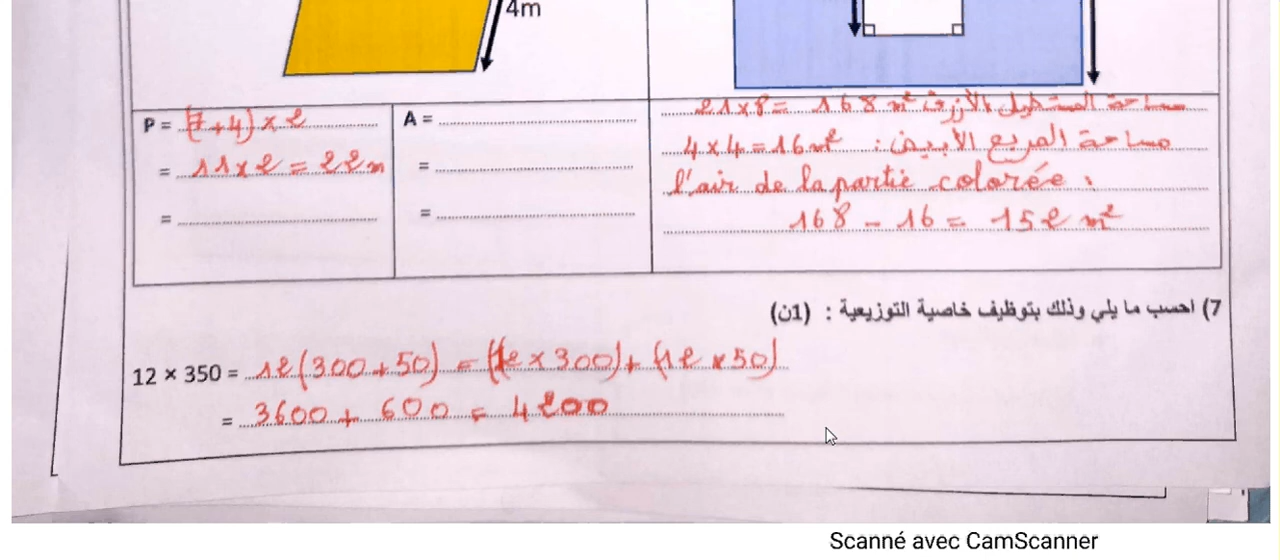 4m
P = (7+4) x 2
= 11 x 2 = 22m
=
A =
=
=
مساحة المستطيل الأزرق 21 x 8 = 168 m²
مساحة المربع الأبيض : 4 x 4 = 16 m²
l'air de la partie colorée :
168 - 16 = 152 m²
7) احسب ما يلي وذلك بتوظيف خاصية التوزيعية : (1ن)
12 × 350 = 12(300+50) = (12 x 300)+(12 x 50)
= 3600 + 600 = 4200
Scanné avec CamScanner